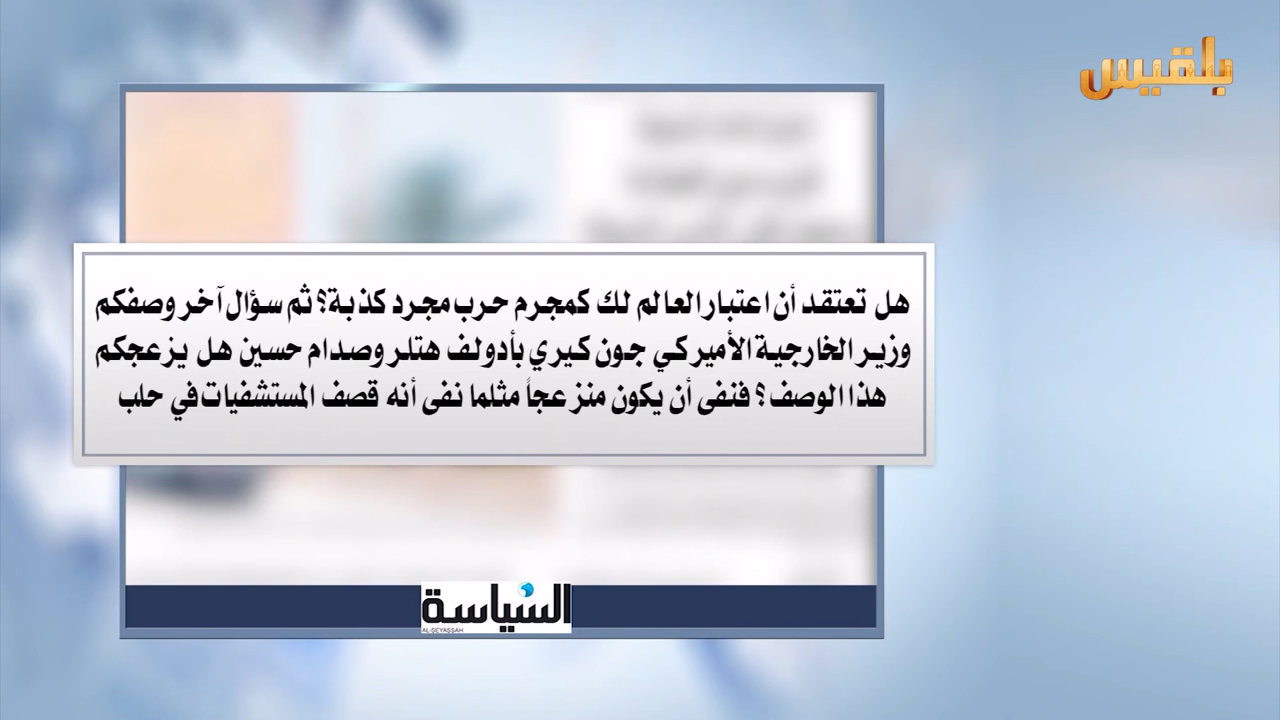 بلقيس
هل تعتقد أن اعتبار العالم لك كمجرم حرب مجرد كذبة؟ ثم سؤال آخر وصفكم
وزير الخارجية الأميركي جون كيري بأدولف هتلر وصدام حسين هل يزعجكم
هذا الوصف؟ فنفى أن يكون منزعجاً مثلما نفى أنه قصف المستشفيات في حلب
السياسة
AL-SEYASSAH